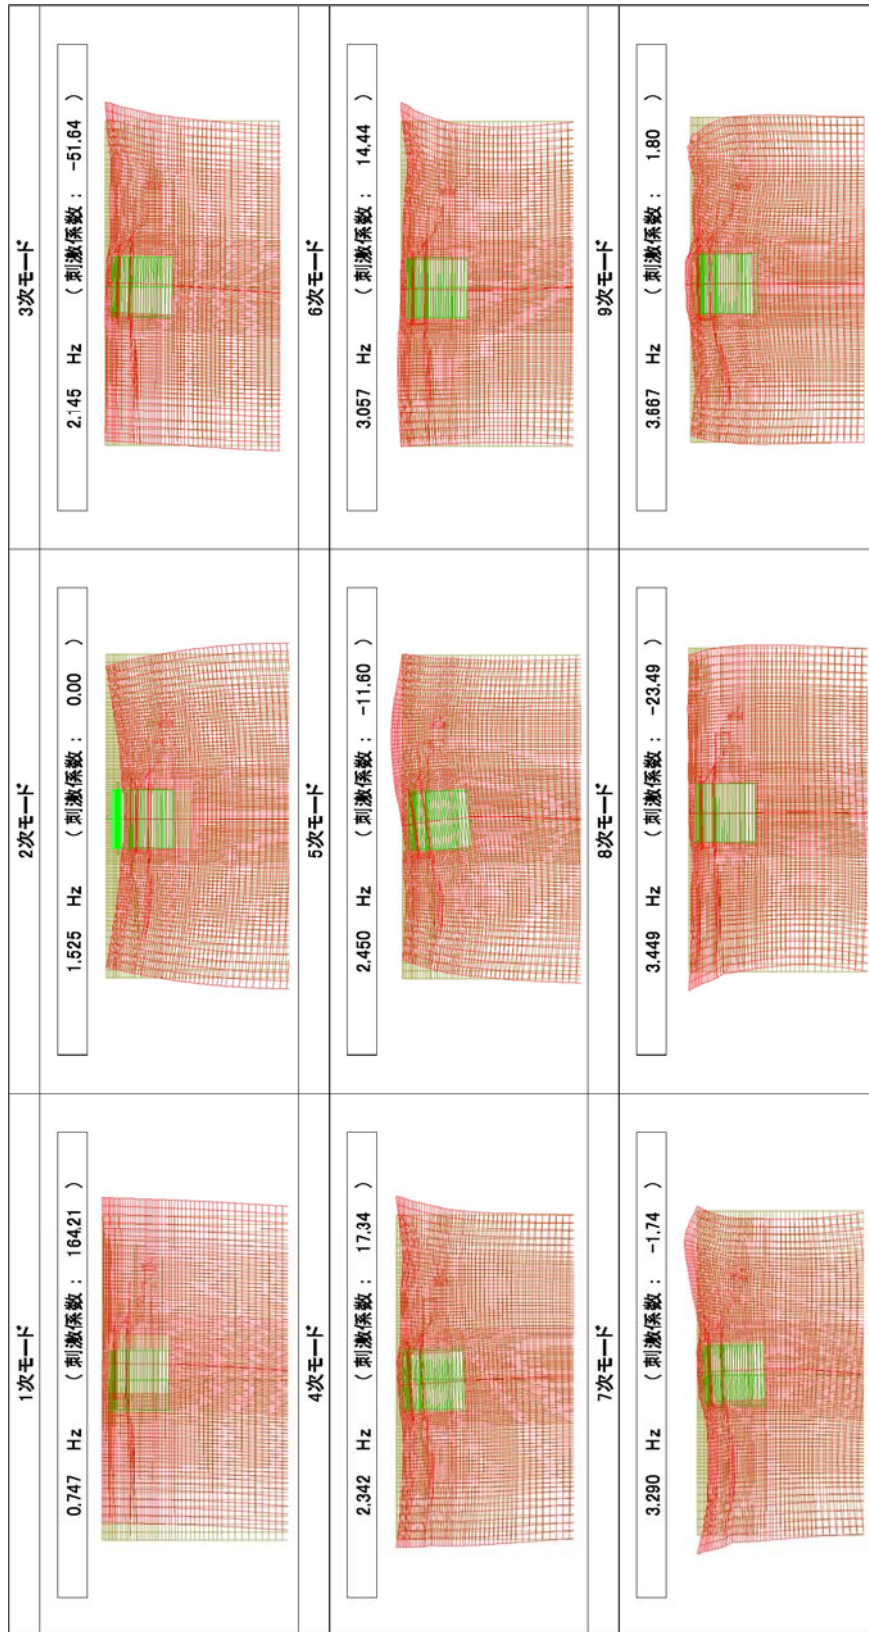 1次モード
0.747 Hz (刺激係数: 164.21)
2次モード
1.525 Hz (刺激係数: 0.00)
3次モード
2.145 Hz (刺激係数: -51.64)
4次モード
2.342 Hz (刺激係数: 17.34)
5次モード
2.450 Hz (刺激係数: -11.60)
6次モード
3.057 Hz (刺激係数: 14.44)
7次モード
3.290 Hz (刺激係数: -1.74)
8次モード
3.449 Hz (刺激係数: -23.49)
9次モード
3.667 Hz (刺激係数: 1.80)